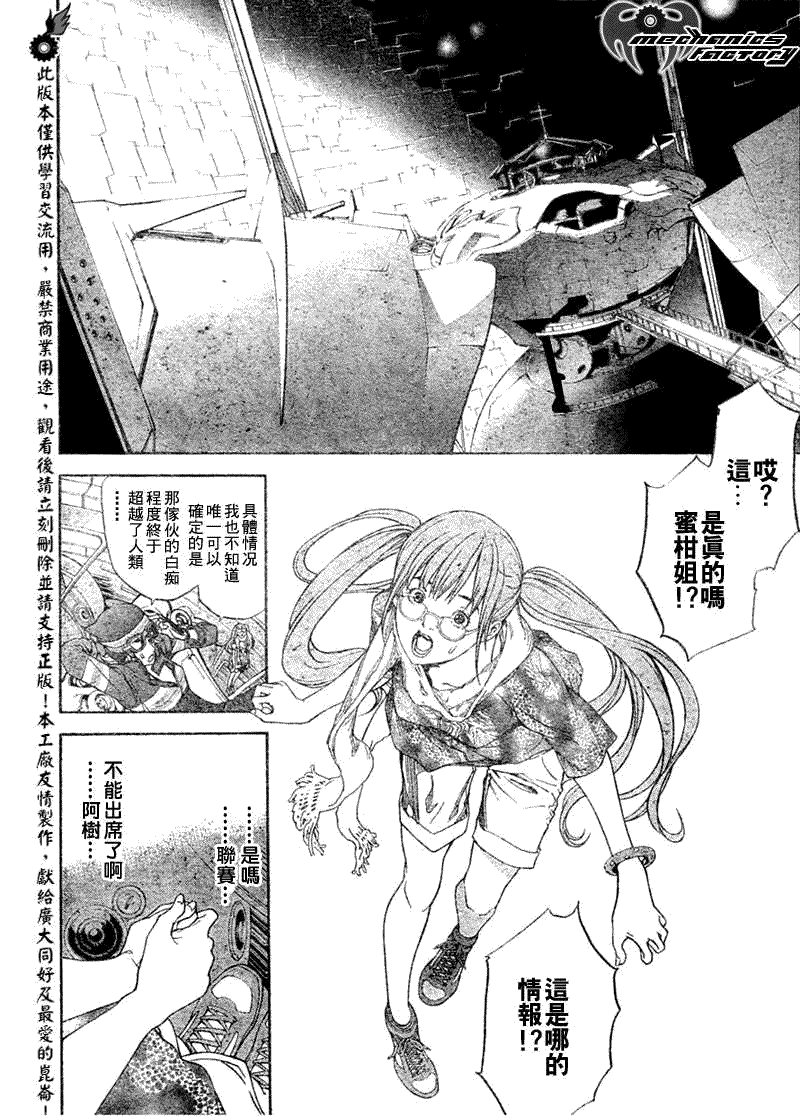 mechanics
factory
此版本僅供學習交流用，嚴禁商業用途，觀看後請立刻刪除並請支持正版！本工廠友情製作，獻給廣大同好及最愛的崑崙！
哎？
這…
是真的嗎
蜜柑姐!?
具體情況
我也不知道
唯一可以
確定的是
那傢伙的白痴
程度終于
超越了人類
……
這是哪的
情報!?
……是嗎
……聯賽…
不能出席了啊
……阿樹…